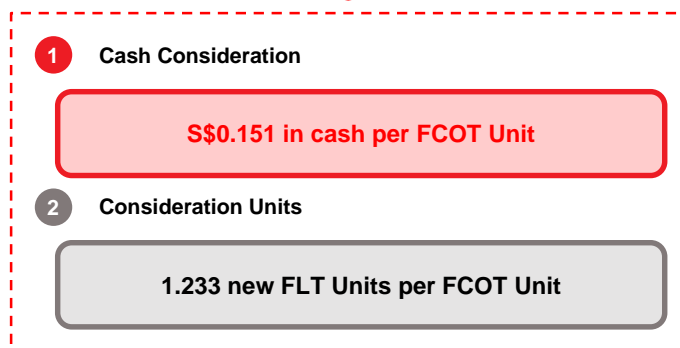 1 Cash Consideration
S$0.151 in cash per FCOT Unit
2 Consideration Units
1.233 new FLT Units per FCOT Unit